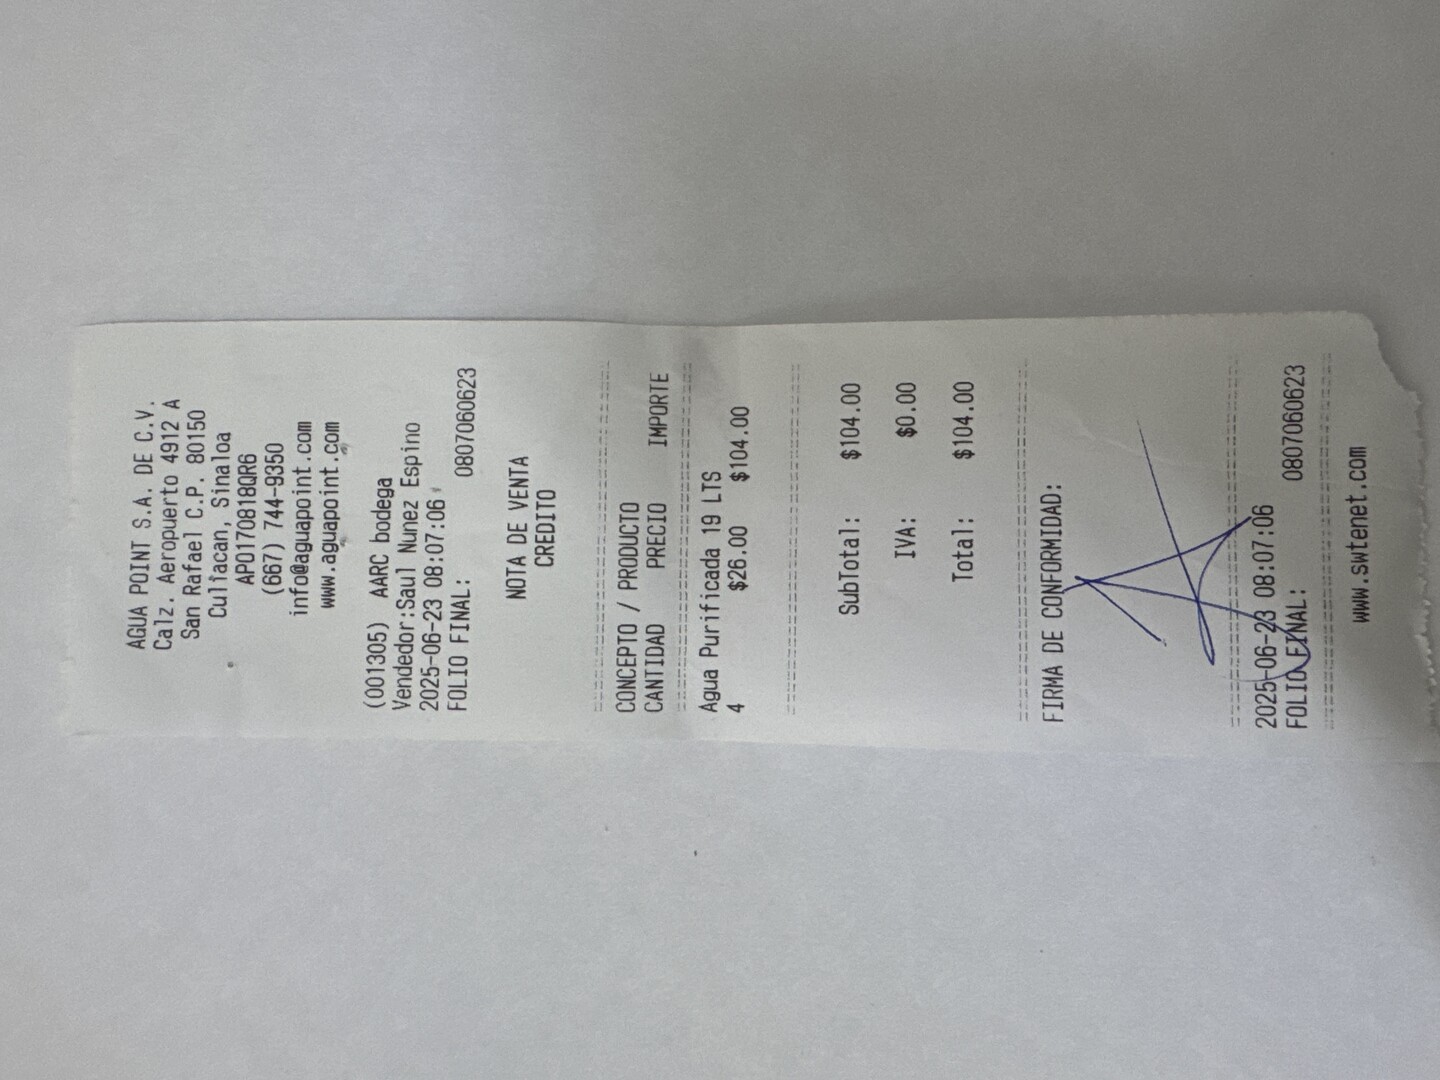 AGUA POINT S.A. DE C.V.
Calz. Aeropuerto 4912 A
San Rafael C.P. 80150
Culiacan, Sinaloa
APO170818QR6
(667) 744-9350
info@aguapoint.com
www.aguapoint.com
(001305) AARC bodega
Vendedor:Saul Nunez Espino
2025-06-23 08:07:06
FOLIO FINAL: 0807060623
NOTA DE VENTA
CREDITO
CONCEPTO / PRODUCTO
CANTIDAD PRECIO IMPORTE
Agua Purificada 19 LTS
4 $26.00 $104.00
SubTotal: $104.00
IVA: $0.00
Total: $104.00
FIRMA DE CONFORMIDAD:
2025-06-23 08:07:06
FOLIO FINAL: 0807060623
www.swtenet.com